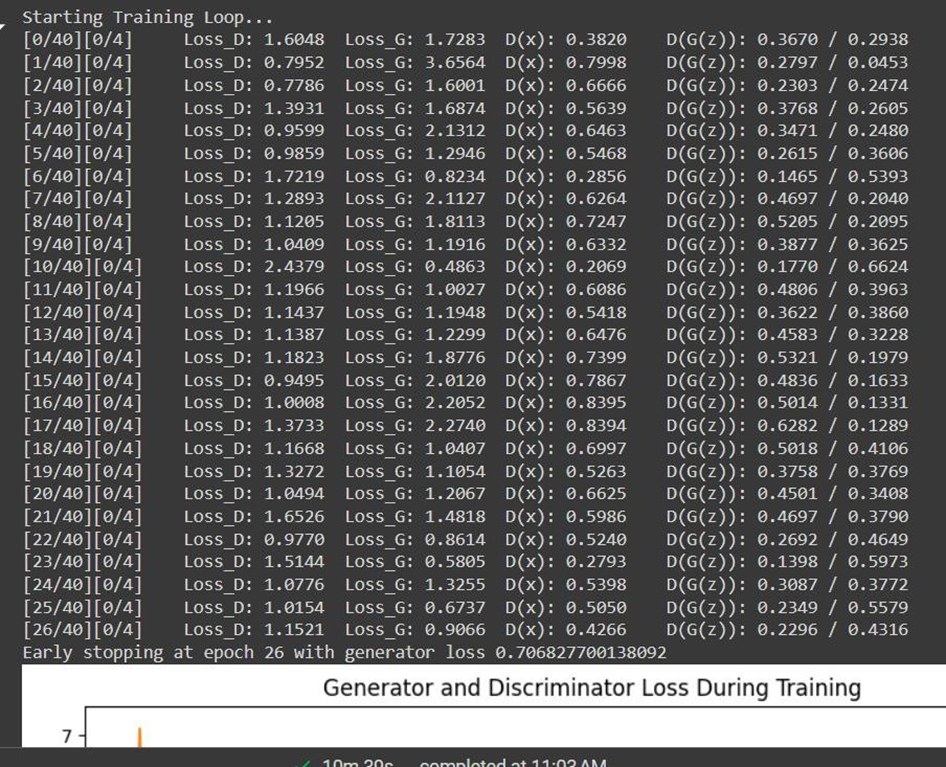 Starting Training Loop...
[0/40][0/4] Loss_D: 1.6048 Loss_G: 1.7283 D(x): 0.3820 D(G(z)): 0.3670 / 0.2938
[1/40][0/4] Loss_D: 0.7952 Loss_G: 3.6564 D(x): 0.7998 D(G(z)): 0.2797 / 0.0453
[2/40][0/4] Loss_D: 0.7786 Loss_G: 1.6001 D(x): 0.6666 D(G(z)): 0.2303 / 0.2474
[3/40][0/4] Loss_D: 1.3931 Loss_G: 1.6874 D(x): 0.5639 D(G(z)): 0.3768 / 0.2605
[4/40][0/4] Loss_D: 0.9599 Loss_G: 2.1312 D(x): 0.6463 D(G(z)): 0.3471 / 0.2480
[5/40][0/4] Loss_D: 0.9859 Loss_G: 1.2946 D(x): 0.5468 D(G(z)): 0.2615 / 0.3606
[6/40][0/4] Loss_D: 1.7219 Loss_G: 0.8234 D(x): 0.2856 D(G(z)): 0.1465 / 0.5393
[7/40][0/4] Loss_D: 1.2893 Loss_G: 2.1127 D(x): 0.6264 D(G(z)): 0.4697 / 0.2040
[8/40][0/4] Loss_D: 1.1205 Loss_G: 1.8113 D(x): 0.7247 D(G(z)): 0.5205 / 0.2095
[9/40][0/4] Loss_D: 1.0409 Loss_G: 1.1916 D(x): 0.6332 D(G(z)): 0.3877 / 0.3625
[10/40][0/4] Loss_D: 2.4379 Loss_G: 0.4863 D(x): 0.2069 D(G(z)): 0.1770 / 0.6624
[11/40][0/4] Loss_D: 1.1966 Loss_G: 1.0027 D(x): 0.6086 D(G(z)): 0.4806 / 0.3963
[12/40][0/4] Loss_D: 1.1437 Loss_G: 1.1948 D(x): 0.5418 D(G(z)): 0.3622 / 0.3860
[13/40][0/4] Loss_D: 1.1387 Loss_G: 1.2299 D(x): 0.6476 D(G(z)): 0.4583 / 0.3228
[14/40][0/4] Loss_D: 1.1823 Loss_G: 1.8776 D(x): 0.7399 D(G(z)): 0.5321 / 0.1979
[15/40][0/4] Loss_D: 0.9495 Loss_G: 2.0120 D(x): 0.7867 D(G(z)): 0.4836 / 0.1633
[16/40][0/4] Loss_D: 1.0008 Loss_G: 2.2052 D(x): 0.8395 D(G(z)): 0.5014 / 0.1331
[17/40][0/4] Loss_D: 1.3733 Loss_G: 2.2740 D(x): 0.8394 D(G(z)): 0.6282 / 0.1289
[18/40][0/4] Loss_D: 1.1668 Loss_G: 1.0407 D(x): 0.6997 D(G(z)): 0.5018 / 0.4106
[19/40][0/4] Loss_D: 1.3272 Loss_G: 1.1054 D(x): 0.5263 D(G(z)): 0.3758 / 0.3769
[20/40][0/4] Loss_D: 1.0494 Loss_G: 1.2067 D(x): 0.6625 D(G(z)): 0.4501 / 0.3408
[21/40][0/4] Loss_D: 1.6526 Loss_G: 1.4818 D(x): 0.5986 D(G(z)): 0.4697 / 0.3790
[22/40][0/4] Loss_D: 0.9770 Loss_G: 0.8614 D(x): 0.5240 D(G(z)): 0.2692 / 0.4649
[23/40][0/4] Loss_D: 1.5144 Loss_G: 0.5805 D(x): 0.2793 D(G(z)): 0.1398 / 0.5973
[24/40][0/4] Loss_D: 1.0776 Loss_G: 1.3255 D(x): 0.5398 D(G(z)): 0.3087 / 0.3772
[25/40][0/4] Loss_D: 1.0154 Loss_G: 0.6737 D(x): 0.5050 D(G(z)): 0.2349 / 0.5579
[26/40][0/4] Loss_D: 1.1521 Loss_G: 0.9066 D(x): 0.4266 D(G(z)): 0.2296 / 0.4316
Early stopping at epoch 26 with generator loss 0.706827700138092
Generator and Discriminator Loss During Training
7
10m 39s completed at 11:03 AM